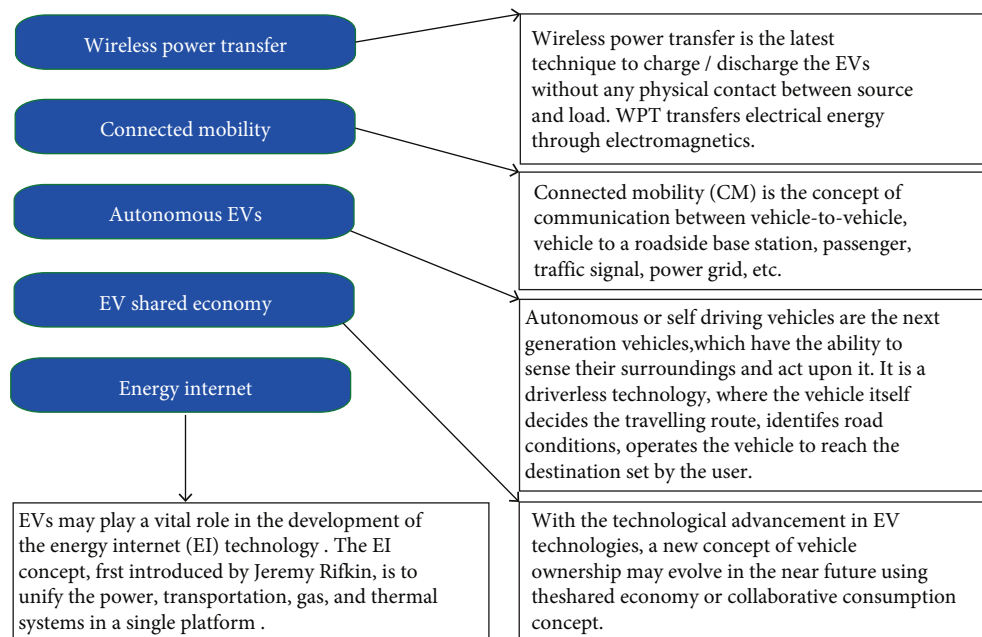 Wireless power transfer
Connected mobility
Autonomous EVs
EV shared economy
Energy internet
Wireless power transfer is the latest
technique to charge / discharge the EVs
without any physical contact between source
and load. WPT transfers electrical energy
through electromagnetics.
Connected mobility (CM) is the concept of
communication between vehicle-to-vehicle,
vehicle to a roadside base station, passenger,
traffic signal, power grid, etc.
Autonomous or self driving vehicles are the next
generation vehicles,which have the ability to
sense their surroundings and act upon it. It is a
driverless technology, where the vehicle itself
decides the travelling route, identifes road
conditions, operates the vehicle to reach the
destination set by the user.
With the technological advancement in EV
technologies, a new concept of vehicle
ownership may evolve in the near future using
theshared economy or collaborative consumption
concept.
EVs may play a vital role in the development of
the energy internet (EI) technology . The EI
concept, frst introduced by Jeremy Rifkin, is to
unify the power, transportation, gas, and thermal
systems in a single platform .